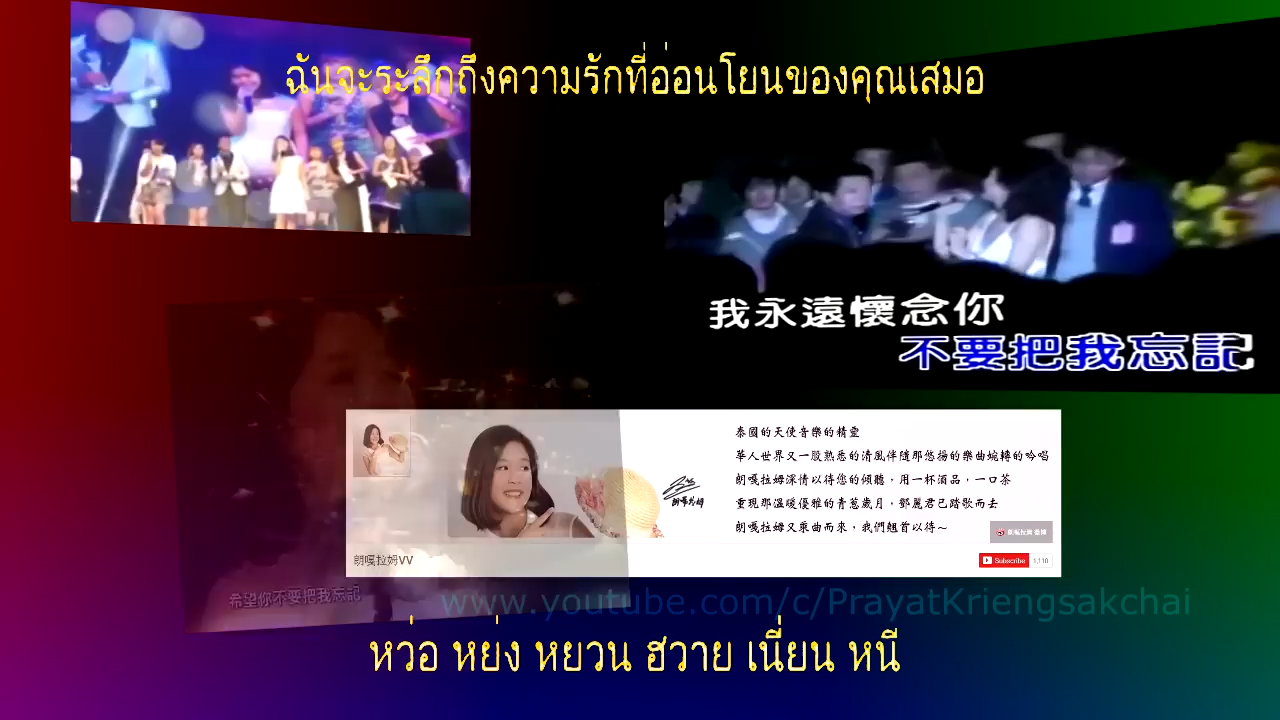 ฉันจะระลึกถึงความรักที่อ่อนโยนของคุณเสมอ
我永遠懷念你
不要把我忘記
泰國的天使音樂的精靈
華人世界又一股熟悉的清風伴隨那悠揚的樂曲婉轉的吟唱
朗嘎拉姆深情以待您的傾聽，用一杯酒品，一口茶
重現那溫暖優雅的青蔥歲月，鄧麗君已踏歌而去
朗嘎拉姆又乘曲而來，我們翹首以待～
朗嘎拉姆VV
Subscribe 1,110
希望你不要把我忘記
www.youtube.com/c/PrayatKriengsakchai
หว่อ หย่ง หยวน ฮวาย เนี่ยน หนี